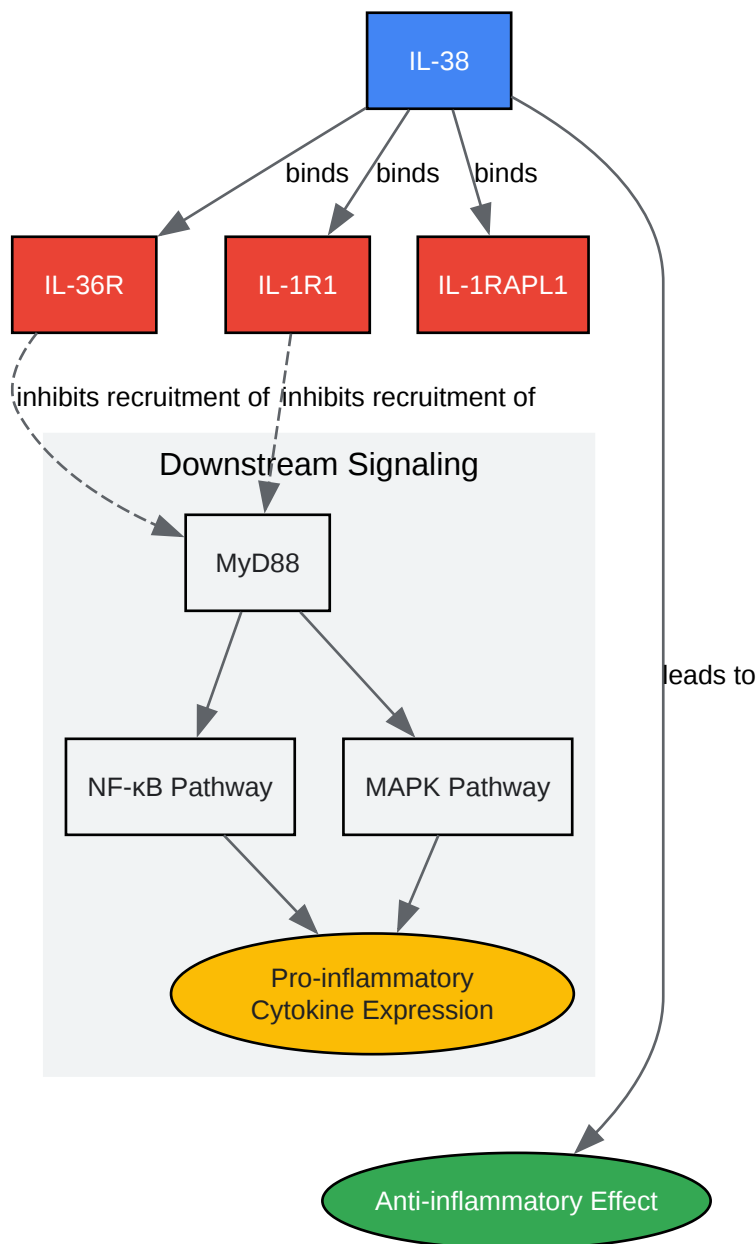 IL-38
binds
binds
binds
IL-36R
IL-1R1
IL-1RAPL1
inhibits recruitment of
inhibits recruitment of
Downstream Signaling
MyD88
leads to
NF-κB Pathway
MAPK Pathway
Pro-inflammatory
Cytokine Expression
Anti-inflammatory Effect